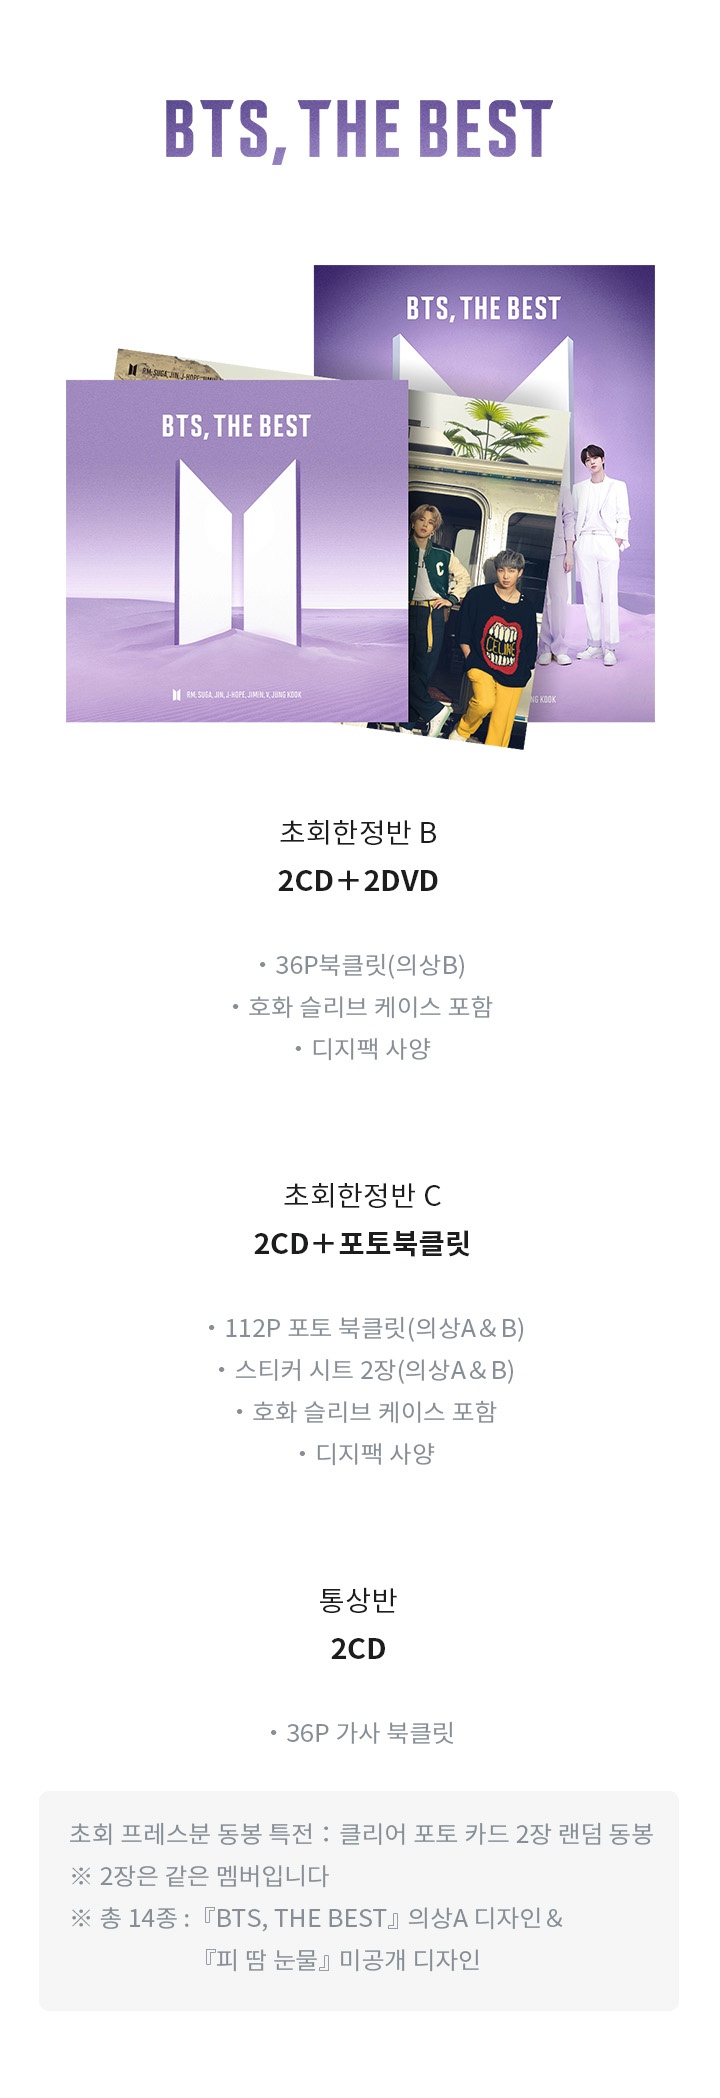 BTS, THE BEST
BTS, THE BEST
RM, SUGA, JIN, J-HOPE, JIMIN
BTS, THE BEST
C
CELINE
RM, SUGA, JIN, J-HOPE, JIMIN, V, JUNG KOOK
NG KOOK
초회한정반 B
2CD＋2DVD
・36P북클릿(의상B)
・호화 슬리브 케이스 포함
・디지팩 사양
초회한정반 C
2CD＋포토북클릿
・112P 포토 북클릿(의상A＆B)
・스티커 시트 2장(의상A＆B)
・호화 슬리브 케이스 포함
・디지팩 사양
통상반
2CD
・36P 가사 북클릿
초회 프레스분 동봉 특전：클리어 포토 카드 2장 랜덤 동봉
※ 2장은 같은 멤버입니다
※ 총 14종 : 『BTS, THE BEST』 의상A 디자인＆
『피 땀 눈물』 미공개 디자인